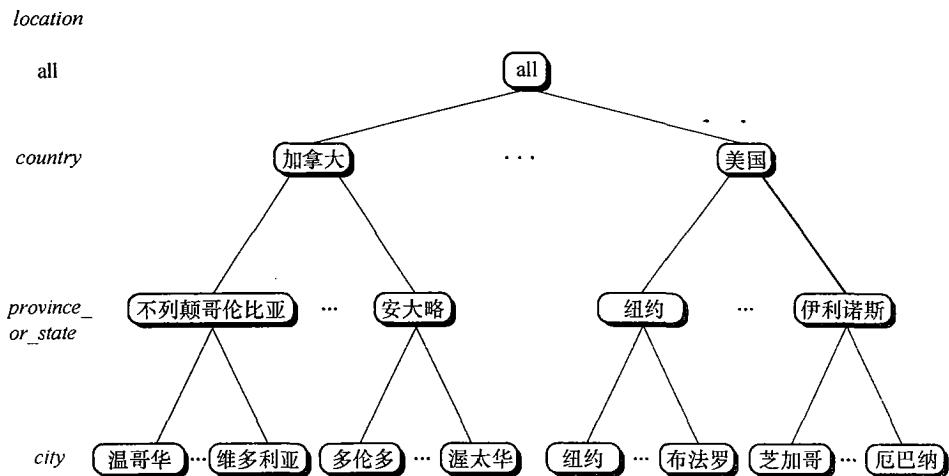 location
all
all
country
加拿大
...
美国
province_
or_state
不列颠哥伦比亚
...
安大略
纽约
...
伊利诺斯
city
温哥华
...
维多利亚
多伦多
...
渥太华
纽约
...
布法罗
芝加哥
...
厄巴纳